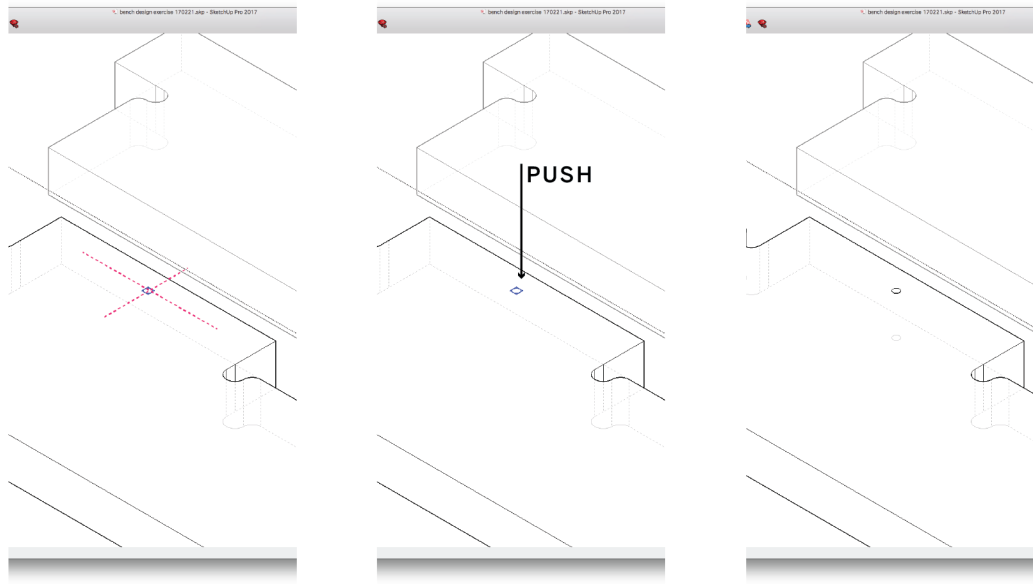 bench design exercise 170221.skp - SketchUp Pro 2017
bench design exercise 170221.skp - SketchUp Pro 2017
bench design exercise 170221.skp - SketchUp Pro 2017
PUSH